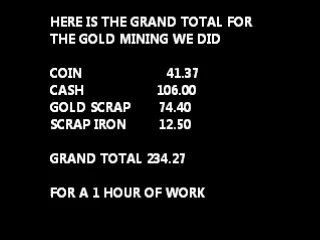 HERE IS THE GRAND TOTAL FOR
THE GOLD MINING WE DID
COIN 41.37
CASH 106.00
GOLD SCRAP 74.40
SCRAP IRON 12.50
GRAND TOTAL 234.27
FOR A 1 HOUR OF WORK